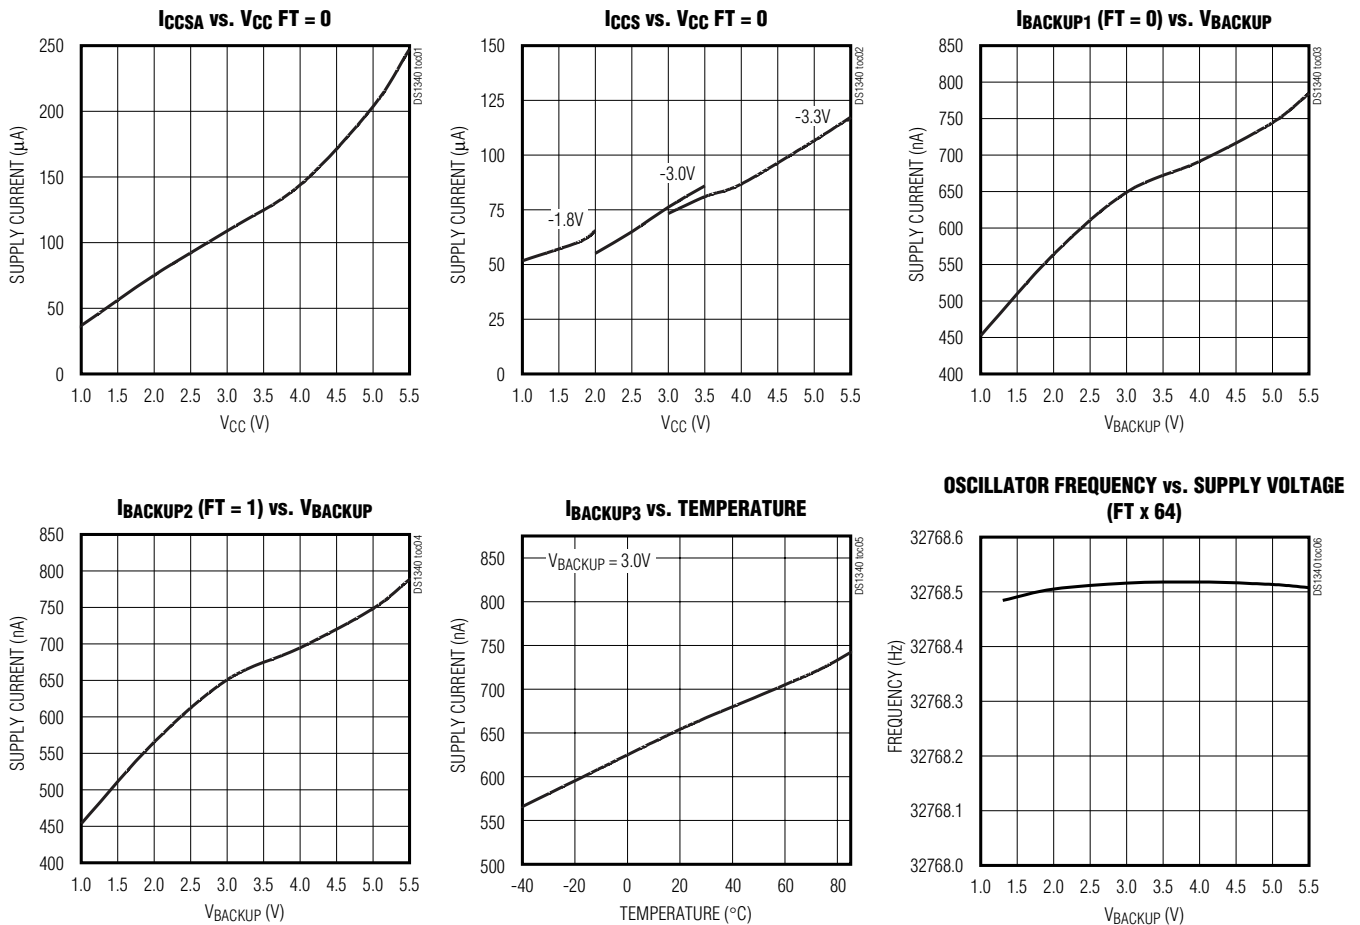 ICCSA vs. VCC FT = 0
SUPPLY CURRENT (μA)
250
200
150
100
50
0
1.0 1.5 2.0 2.5 3.0 3.5 4.0 4.5 5.0 5.5
VCC (V)
DS1340 toc01
ICCS vs. VCC FT = 0
SUPPLY CURRENT (μA)
150
125
100
75
50
25
0
-1.8V
-3.0V
-3.3V
1.0 1.5 2.0 2.5 3.0 3.5 4.0 4.5 5.0 5.5
VCC (V)
DS1340 toc02
IBACKUP1 (FT = 0) vs. VBACKUP
SUPPLY CURRENT (nA)
850
800
750
700
650
600
550
500
450
400
1.0 1.5 2.0 2.5 3.0 3.5 4.0 4.5 5.0 5.5
VBACKUP (V)
DS1340 toc03
IBACKUP2 (FT = 1) vs. VBACKUP
SUPPLY CURRENT (nA)
850
800
750
700
650
600
550
500
450
400
1.0 1.5 2.0 2.5 3.0 3.5 4.0 4.5 5.0 5.5
VBACKUP (V)
DS1340 toc04
IBACKUP3 vs. TEMPERATURE
SUPPLY CURRENT (nA)
850
800
750
700
650
600
550
500
VBACKUP = 3.0V
-40 -20 0 20 40 60 80
TEMPERATURE (°C)
DS1340 toc05
OSCILLATOR FREQUENCY vs. SUPPLY VOLTAGE
(FT x 64)
FREQUENCY (Hz)
32768.6
32768.5
32768.4
32768.3
32768.2
32768.1
32768.0
1.0 1.5 2.0 2.5 3.0 3.5 4.0 4.5 5.0 5.5
VBACKUP (V)
DS1340 toc06